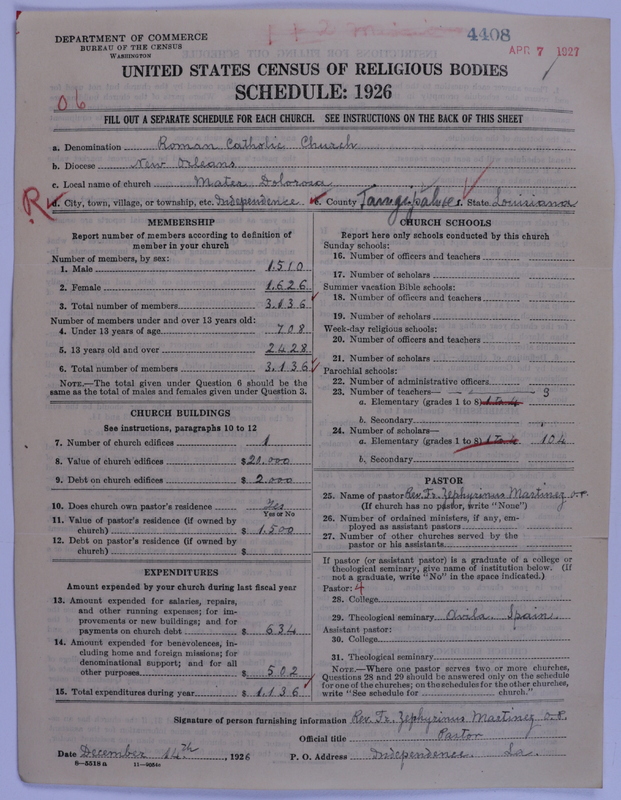 1 + 2 Mission
4408
APR 7 1927
DEPARTMENT OF COMMERCE
BUREAU OF THE CENSUS
WASHINGTON
UNITED STATES CENSUS OF RELIGIOUS BODIES
SCHEDULE: 1926
06
FILL OUT A SEPARATE SCHEDULE FOR EACH CHURCH. SEE INSTRUCTIONS ON THE BACK OF THIS SHEET
a. Denomination Roman Catholic Church
b. Diocese New Orleans
c. Local name of church Mater Dolorosa
R
d. City, town, village, or township, etc. Independence e. County Tangipahoa f. State Louisiana
MEMBERSHIP
Report number of members according to definition of
member in your church
Number of members, by sex:
1. Male 1.510
2. Female 1.626
3. Total number of members 3.136
Number of members under and over 13 years old:
4. Under 13 years of age 708
5. 13 years old and over 2428
6. Total number of members 3.136
NOTE.—The total given under Question 6 should be the
same as the total of males and females given under Question 3.
CHURCH BUILDINGS
See instructions, paragraphs 10 to 12
7. Number of church edifices 1
8. Value of church edifices $20.000
9. Debt on church edifices $ 2.000
10. Does church own pastor's residence Yes
Yes or No
11. Value of pastor's residence (if owned by
church) $ 1.500
12. Debt on pastor's residence (if owned by
church) $
EXPENDITURES
Amount expended by your church during last fiscal year
13. Amount expended for salaries, repairs,
and other running expenses; for im-
provements or new buildings; and for
payments on church debt $ 634
14. Amount expended for benevolences, in-
cluding home and foreign missions; for
denominational support; and for all
other purposes $ 502
15. Total expenditures during year $ 1.136
CHURCH SCHOOLS
Report here only schools conducted by this church
Sunday schools:
16. Number of officers and teachers
17. Number of scholars
Summer vacation Bible schools:
18. Number of officers and teachers
19. Number of scholars
Week-day religious schools:
20. Number of officers and teachers
21. Number of scholars
Parochial schools:
22. Number of administrative officers
23. Number of teachers—
a. Elementary (grades 1 to 8) 1 to 4 3
b. Secondary
24. Number of scholars—
a. Elementary (grades 1 to 8) 1 to 4 104
b. Secondary
PASTOR
25. Name of pastor Rev. Fr. Zephyrinus Martinez O.P.
(If church has no pastor, write "None")
26. Number of ordained ministers, if any, em-
ployed as assistant pastors
27. Number of other churches served by the
pastor or his assistants
If pastor (or assistant pastor) is a graduate of a college or
theological seminary, give name of institution below. (If
not a graduate, write "No" in the space indicated.)
Pastor: 4
28. College
29. Theological seminary Avila Spain
Assistant pastor:
30. College
31. Theological seminary
NOTE.—Where one pastor serves two or more churches,
Questions 28 and 29 should be answered only on the schedule
for one of the churches; on the schedules for the other churches,
write "See schedule for church."
Signature of person furnishing information Rev. Fr. Zephyrinus Martinez O.P.
Official title Pastor
Date December 14th, 1926 P. O. Address Independence La.
8—5518a 11—9054c